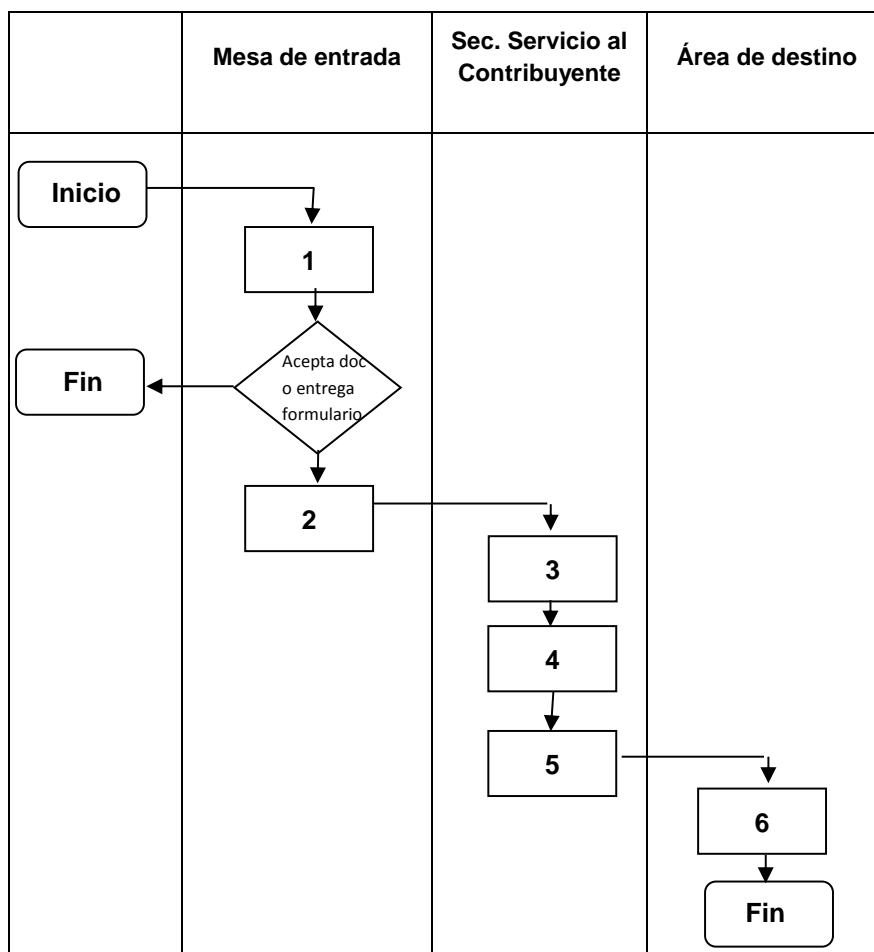 Mesa de entrada
Sec. Servicio al
Contribuyente
Área de destino
Inicio
1
Acepta doc
o entrega
formulario
Fin
2
3
4
5
6
Fin